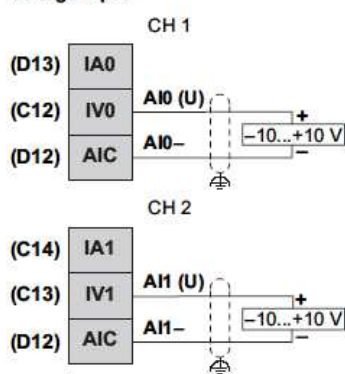 CH 1
(D13) IA0
(C12) IV0 AI0 (U) +
−10...+10 V
(D12) AIC AI0− −
CH 2
(C14) IA1
(C13) IV1 AI1 (U) +
−10...+10 V
(D12) AIC AI1− −